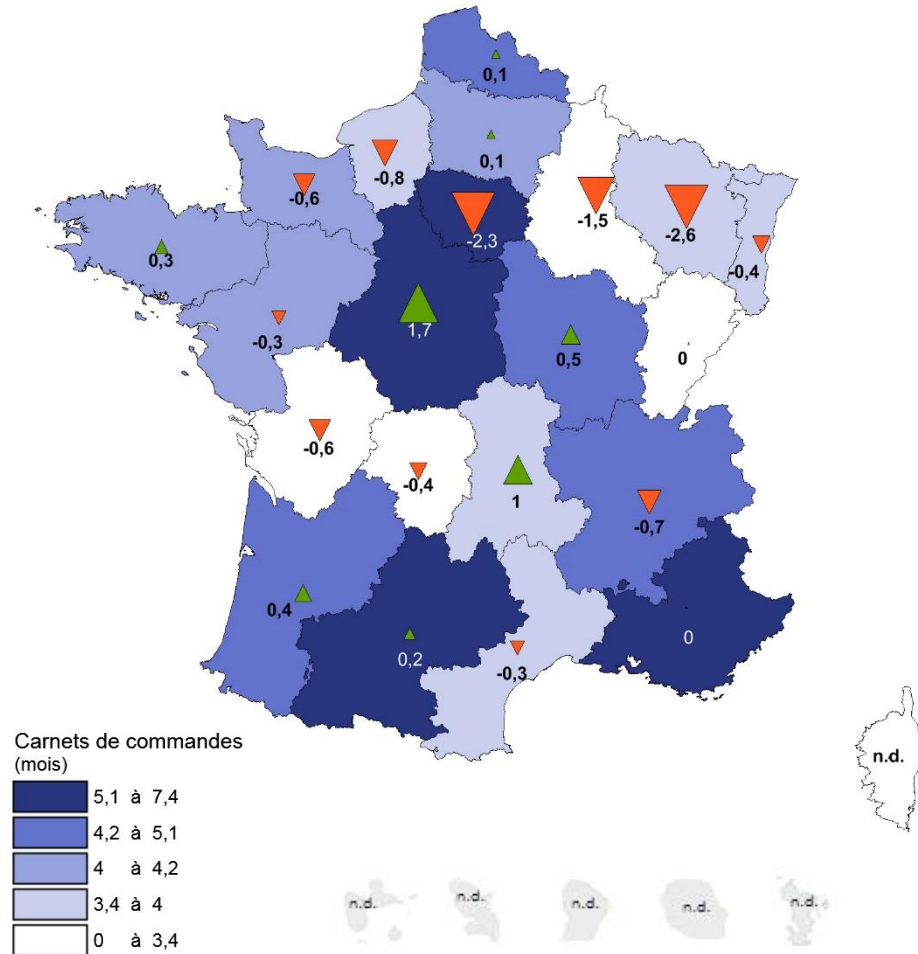 0,1
0,1
-0,8
-0,6
-1,5
-2,6
-2,3
-0,4
0,3
-0,3
1,7
0,5
0
-0,6
-0,4
1
-0,7
0,4
0,2
-0,3
0
n.d.
Carnets de commandes
(mois)
5,1 à 7,4
4,2 à 5,1
4 à 4,2
3,4 à 4
0 à 3,4
n.d. n.d. n.d. n.d. n.d.